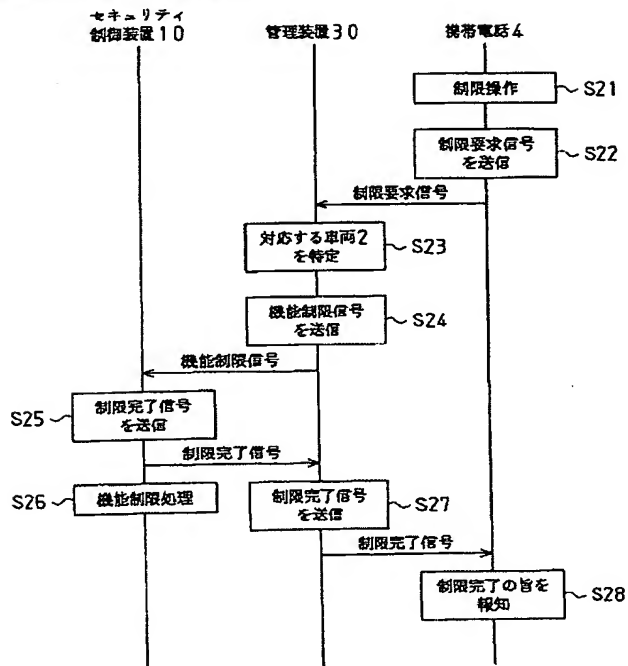 セキュリティ
制御装置10
管理装置30
携帯電話4
制限操作
S21
制限要求信号
を送信
S22
制限要求信号
対応する車両2
を特定
S23
機能制限信号
を送信
S24
機能制限信号
S25
制限完了信号
を送信
制限完了信号
S26
機能制限処理
制限完了信号
を送信
S27
制限完了信号
制限完了の旨を
報知
S28